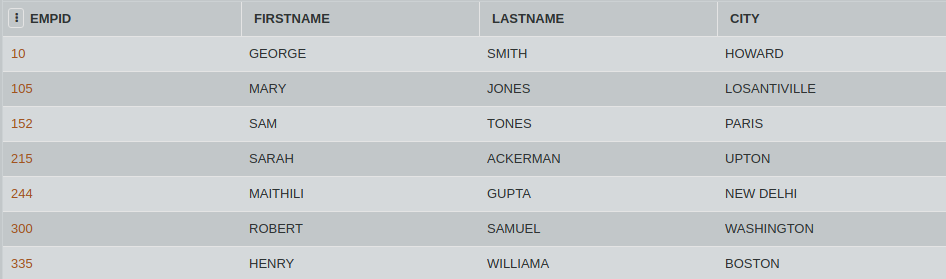 EMPID FIRSTNAME LASTNAME CITY
10 GEORGE SMITH HOWARD
105 MARY JONES LOSANTIVILLE
152 SAM TONES PARIS
215 SARAH ACKERMAN UPTON
244 MAITHILI GUPTA NEW DELHI
300 ROBERT SAMUEL WASHINGTON
335 HENRY WILLIAMA BOSTON